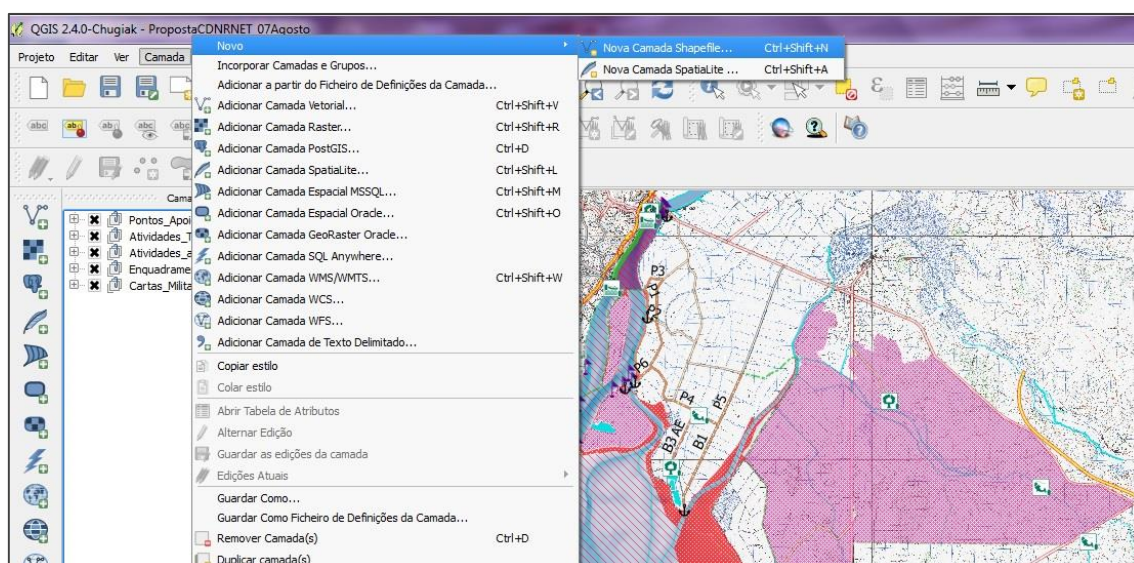 QGIS 2.4.0-Chugiak - PropostaCDNRNET_07Agosto
Projeto Editar Ver Camada
Novo
Nova Camada Shapefile... Ctrl+Shift+N
Nova Camada SpatiaLite ... Ctrl+Shift+A
Incorporar Camadas e Grupos...
Adicionar a partir do Ficheiro de Definições da Camada...
Adicionar Camada Vetorial... Ctrl+Shift+V
Adicionar Camada Raster... Ctrl+Shift+R
Adicionar Camada PostGIS... Ctrl+D
Adicionar Camada SpatiaLite... Ctrl+Shift+L
Adicionar Camada Espacial MSSQL... Ctrl+Shift+M
Adicionar Camada Espacial Oracle... Ctrl+Shift+O
Adicionar Camada GeoRaster Oracle...
Adicionar Camada SQL Anywhere...
Adicionar Camada WMS/WMTS... Ctrl+Shift+W
Adicionar Camada WCS...
Adicionar Camada WFS...
Adicionar Camada de Texto Delimitado...
Copiar estilo
Colar estilo
Abrir Tabela de Atributos
Alternar Edição
Guardar as edições da camada
Edições Atuais
Guardar Como...
Guardar Como Ficheiro de Definições da Camada...
Remover Camada(s) Ctrl+D
Duplicar camada(s)
abc ab abc abc
Cama
Pontos_Apoi
Atividades_T
Atividades_a
Enquadrame
Cartas_Milita
P3
P6
P4
P5
B3 AE
B1